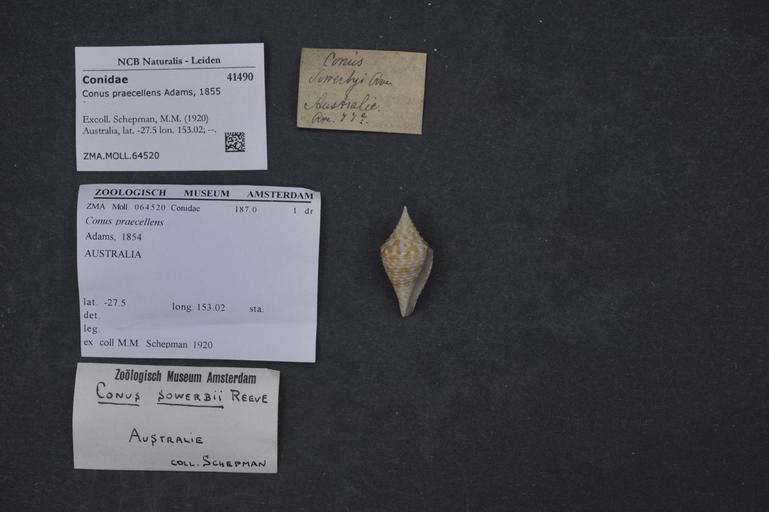 NCB Naturalis - Leiden
Conidae 41490
Conus praecellens Adams, 1855
-
Excoll. Schepman, M.M. (1920)
Australia, lat. -27.5 lon. 153.02; --.
ZMA.MOLL.64520
Conus
Sowerbyi Rve.
Australie.
Rve.
ZOOLOGISCH MUSEUM AMSTERDAM
ZMA Moll. 064520 Conidae 187.0 1 dr
Conus praecellens
Adams, 1854
AUSTRALIA
lat. -27.5 long. 153.02 sta.
det.
leg.
ex coll M.M. Schepman 1920
Zoölogisch Museum Amsterdam
CONUS SOWERBII REEVE
AUSTRALIE
COLL. SCHEPMAN